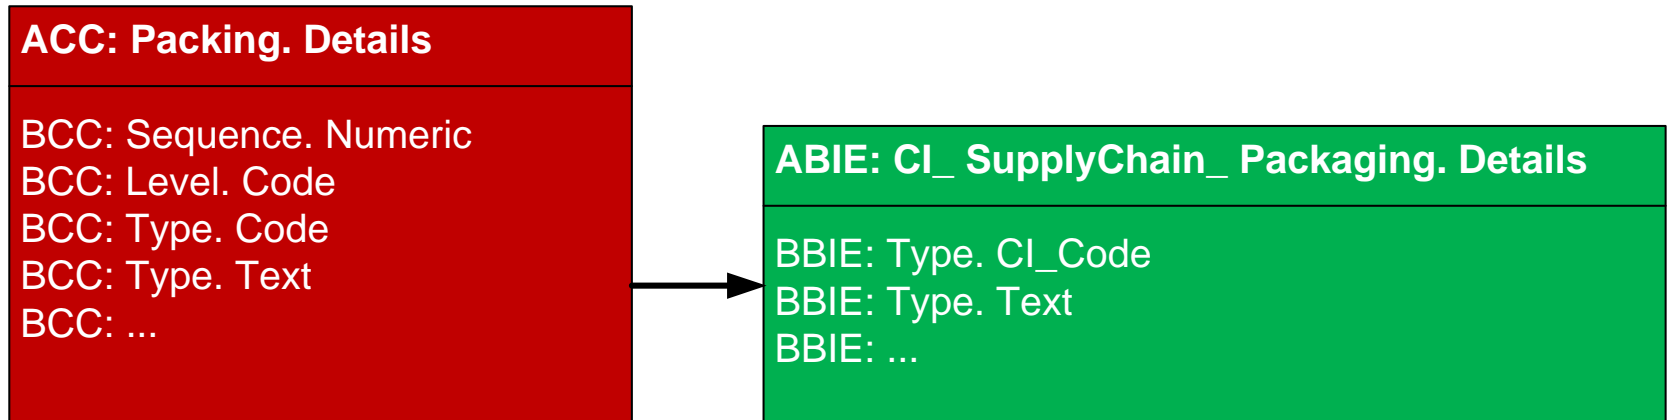 ACC: Packing. Details
BCC: Sequence. Numeric
BCC: Level. Code
BCC: Type. Code
BCC: Type. Text
BCC: ...
ABIE: CI_ SupplyChain_ Packaging. Details
BBIE: Type. CI_Code
BBIE: Type. Text
BBIE: ...